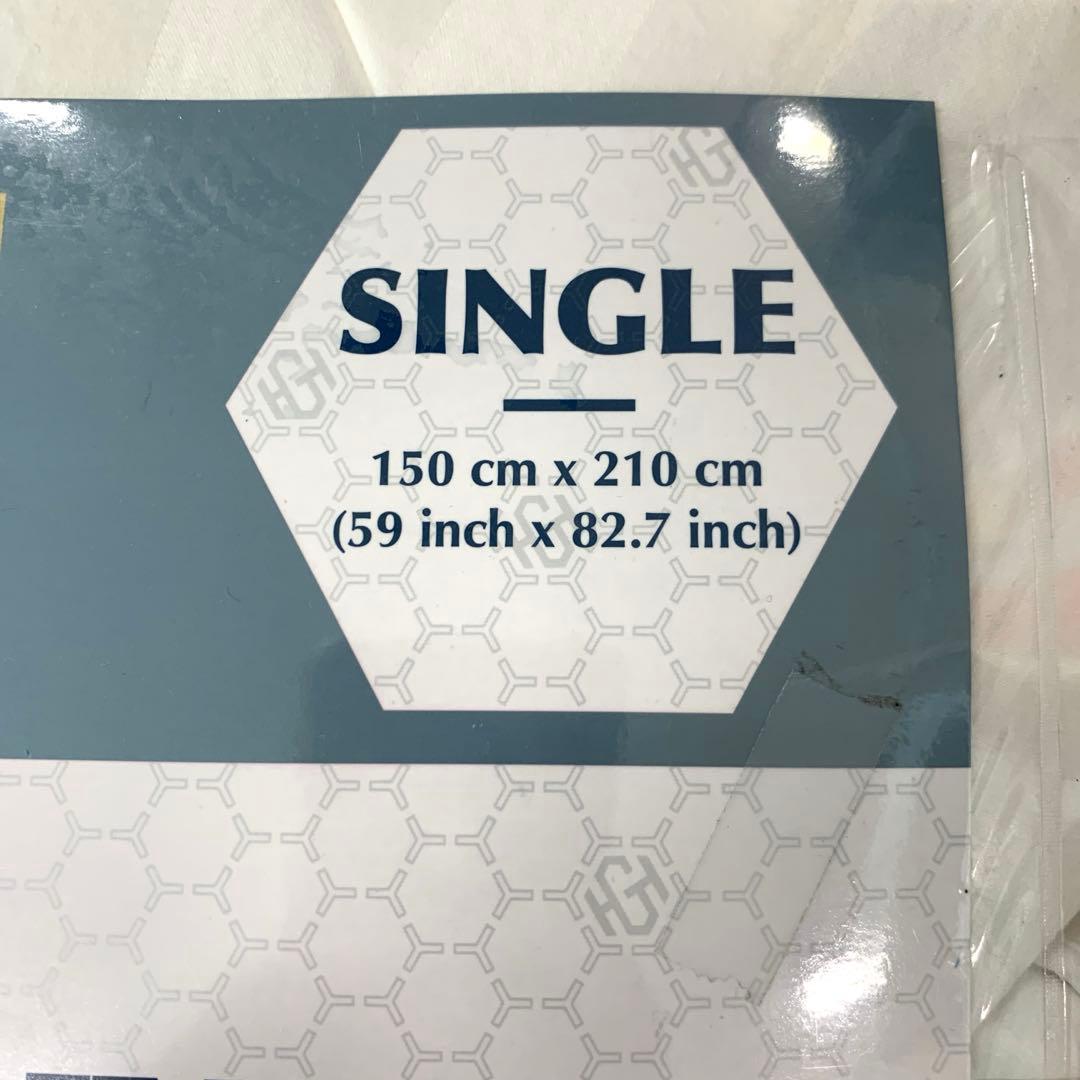 SINGLE
150 cm x 210 cm
(59 inch x 82.7 inch)